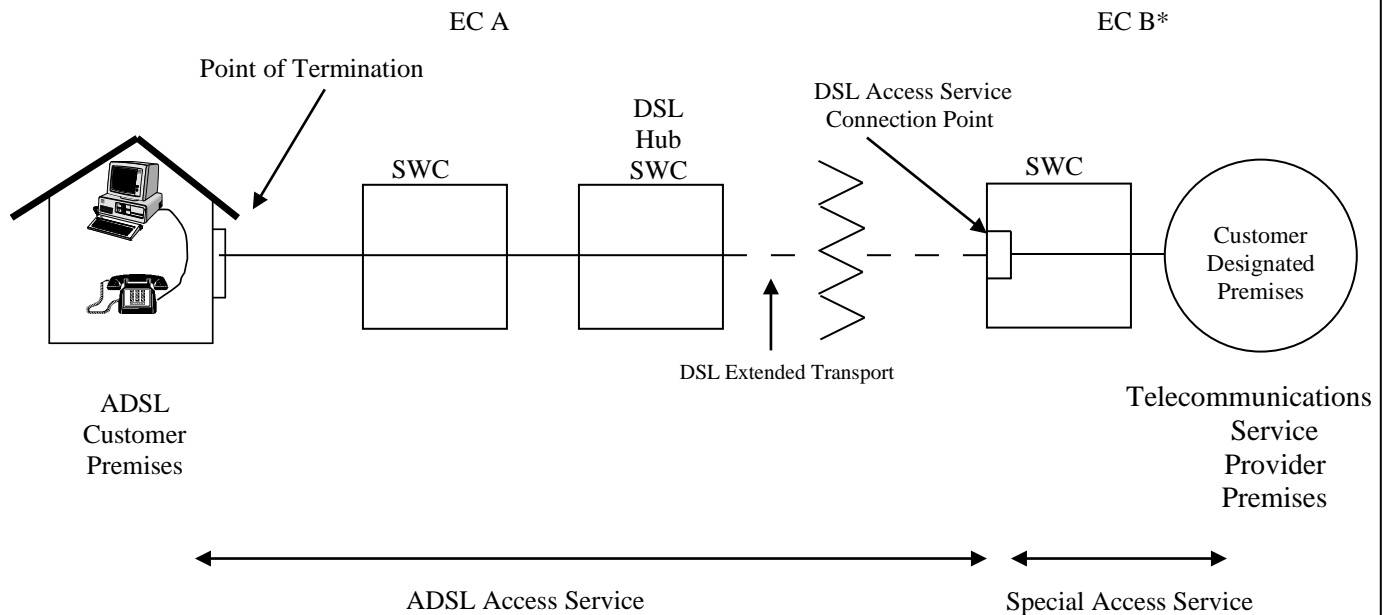 EC A
EC B*
Point of Termination
DSL Access Service
Connection Point
DSL
Hub
SWC
SWC
SWC
Customer
Designated
Premises
DSL Extended Transport
ADSL
Customer
Premises
Telecommunications
Service
Provider
Premises
ADSL Access Service
Special Access Service